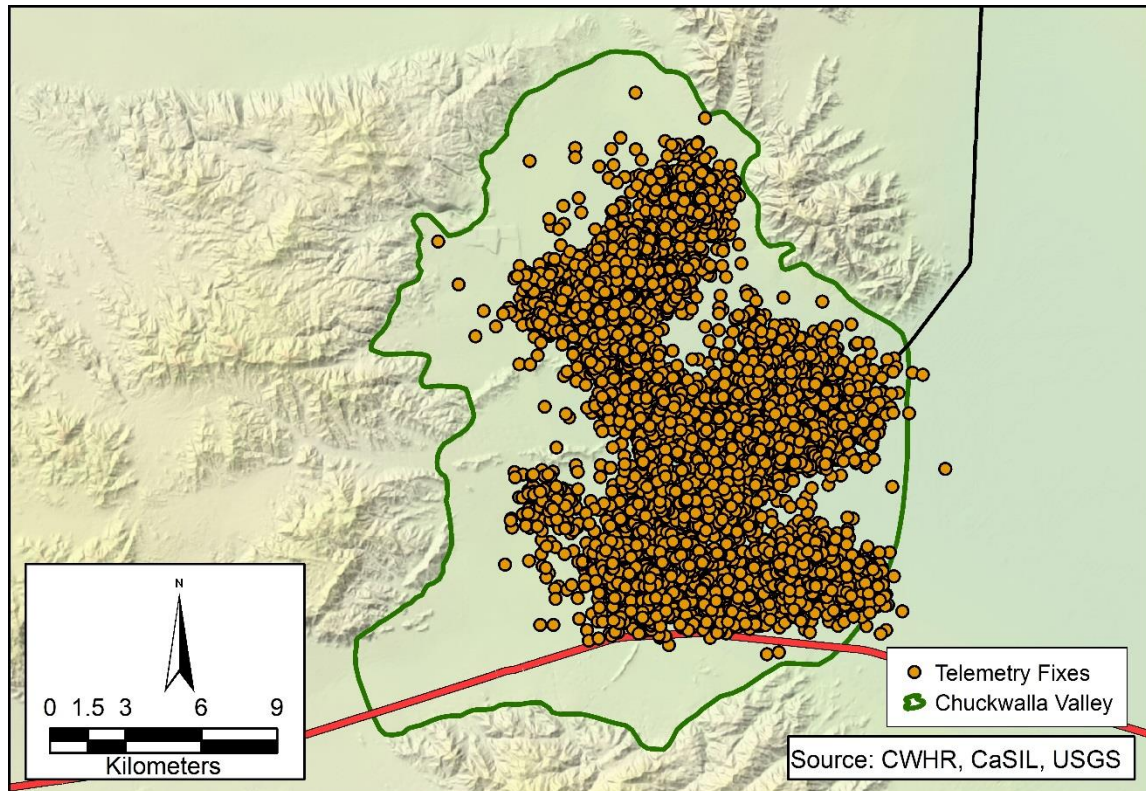 N
0 1.5 3 6 9
Kilometers
Telemetry Fixes
Chuckwalla Valley
Source: CWHR, CaSIL, USGS